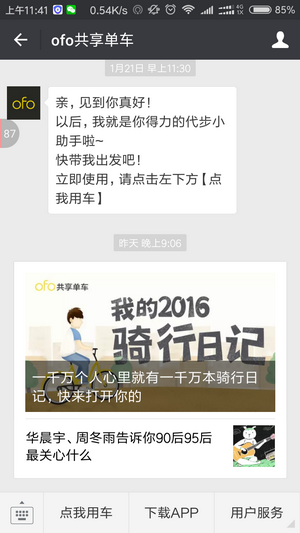 上午11:41 0.54K/s 4G 1X 85%
ofo共享单车
1月21日 早上11:30
ofo
亲，见到你真好！
以后，我就是你得力的代步小
助手啦~
快带我出发吧！
立即使用，请点击左下方【点
我用车】
87
昨天 晚上9:06
ofo共享单车
我的2016
骑行日记
一千万个人心里就有一千万本骑行日
记，快来打开你的
华晨宇、周冬雨告诉你90后95后
最关心什么
点我用车 下载APP 用户服务